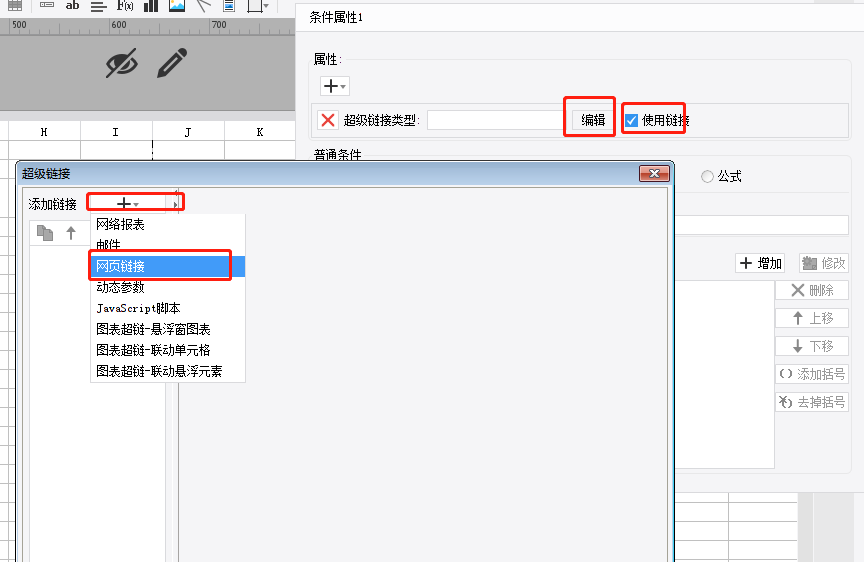 ab
F(x)
条件属性1
500
600
700
属性:
超级链接类型:
编辑
使用链接
H
I
J
K
普通条件
超级链接
公式
添加链接
网络报表
邮件
网页链接
动态参数
JavaScript脚本
图表超链-悬浮窗图表
图表超链-联动单元格
图表超链-联动悬浮元素
增加
修改
删除
上移
下移
() 添加括号
去掉括号